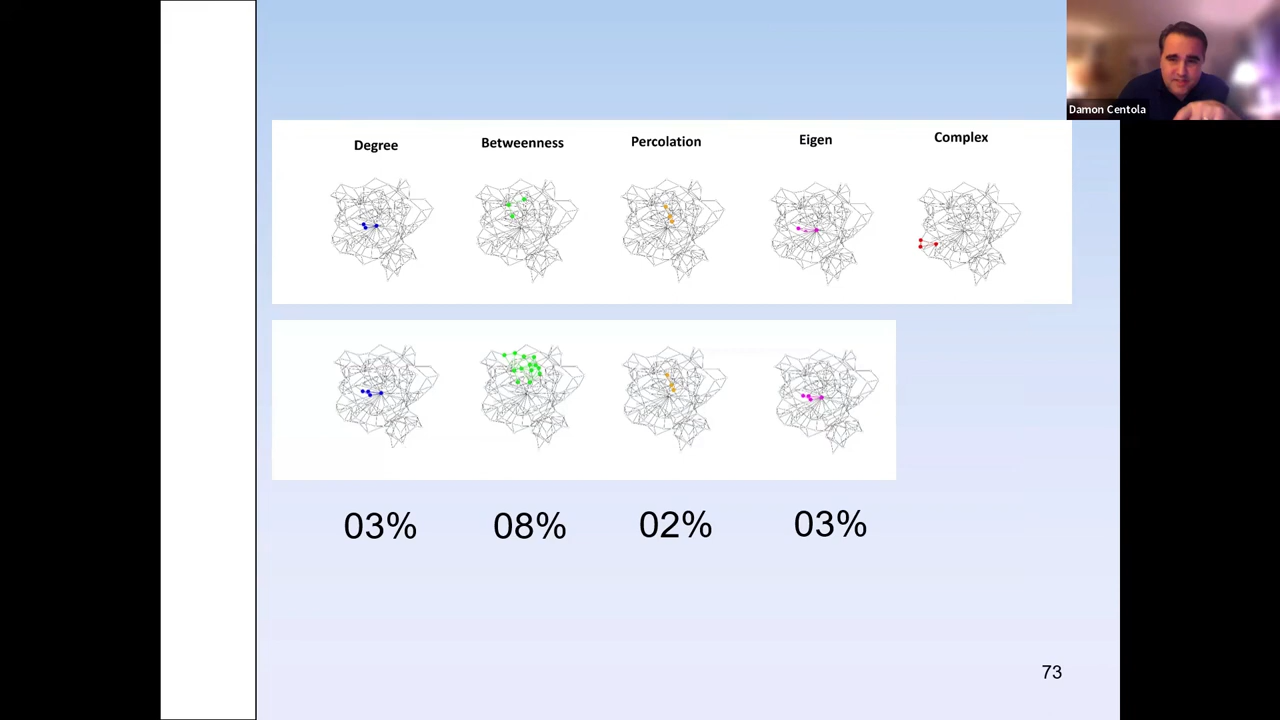 Damon Centola
Degree
Betweenness
Percolation
Eigen
Complex
03%
08%
02%
03%
73